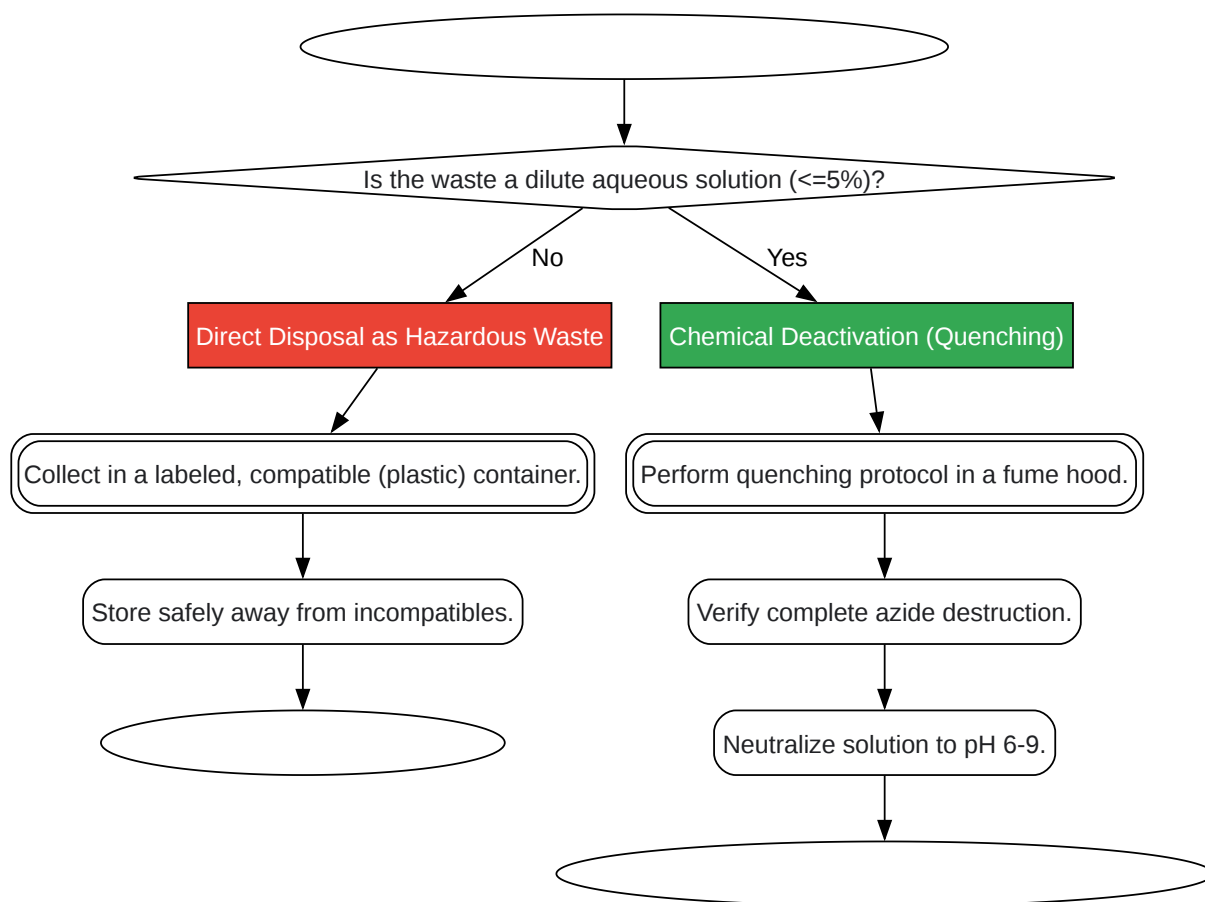 Is the waste a dilute aqueous solution (<=5%)?
No
Yes
Direct Disposal as Hazardous Waste
Chemical Deactivation (Quenching)
Collect in a labeled, compatible (plastic) container.
Perform quenching protocol in a fume hood.
Store safely away from incompatibles.
Verify complete azide destruction.
Neutralize solution to pH 6-9.